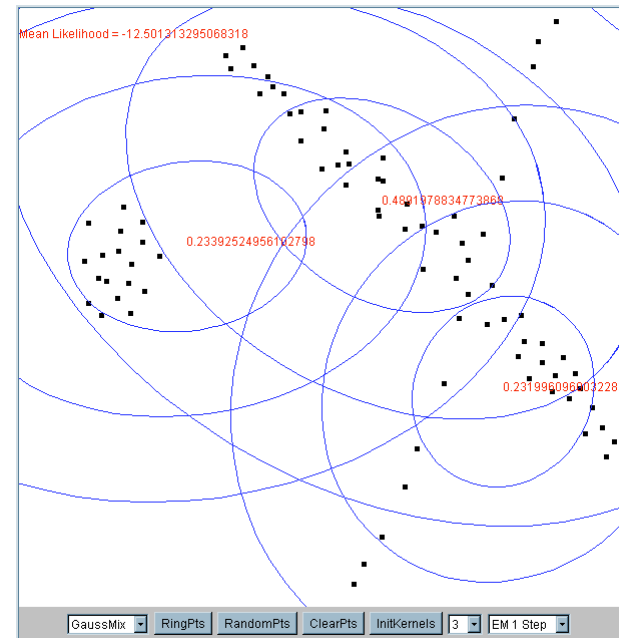 Mean Likelihood = -12.501313295068318
0.4891978834773868
0.23392524956192798
0.231996096903228
GaussMix RingPts RandomPts ClearPts InitKernels 3 EM 1 Step